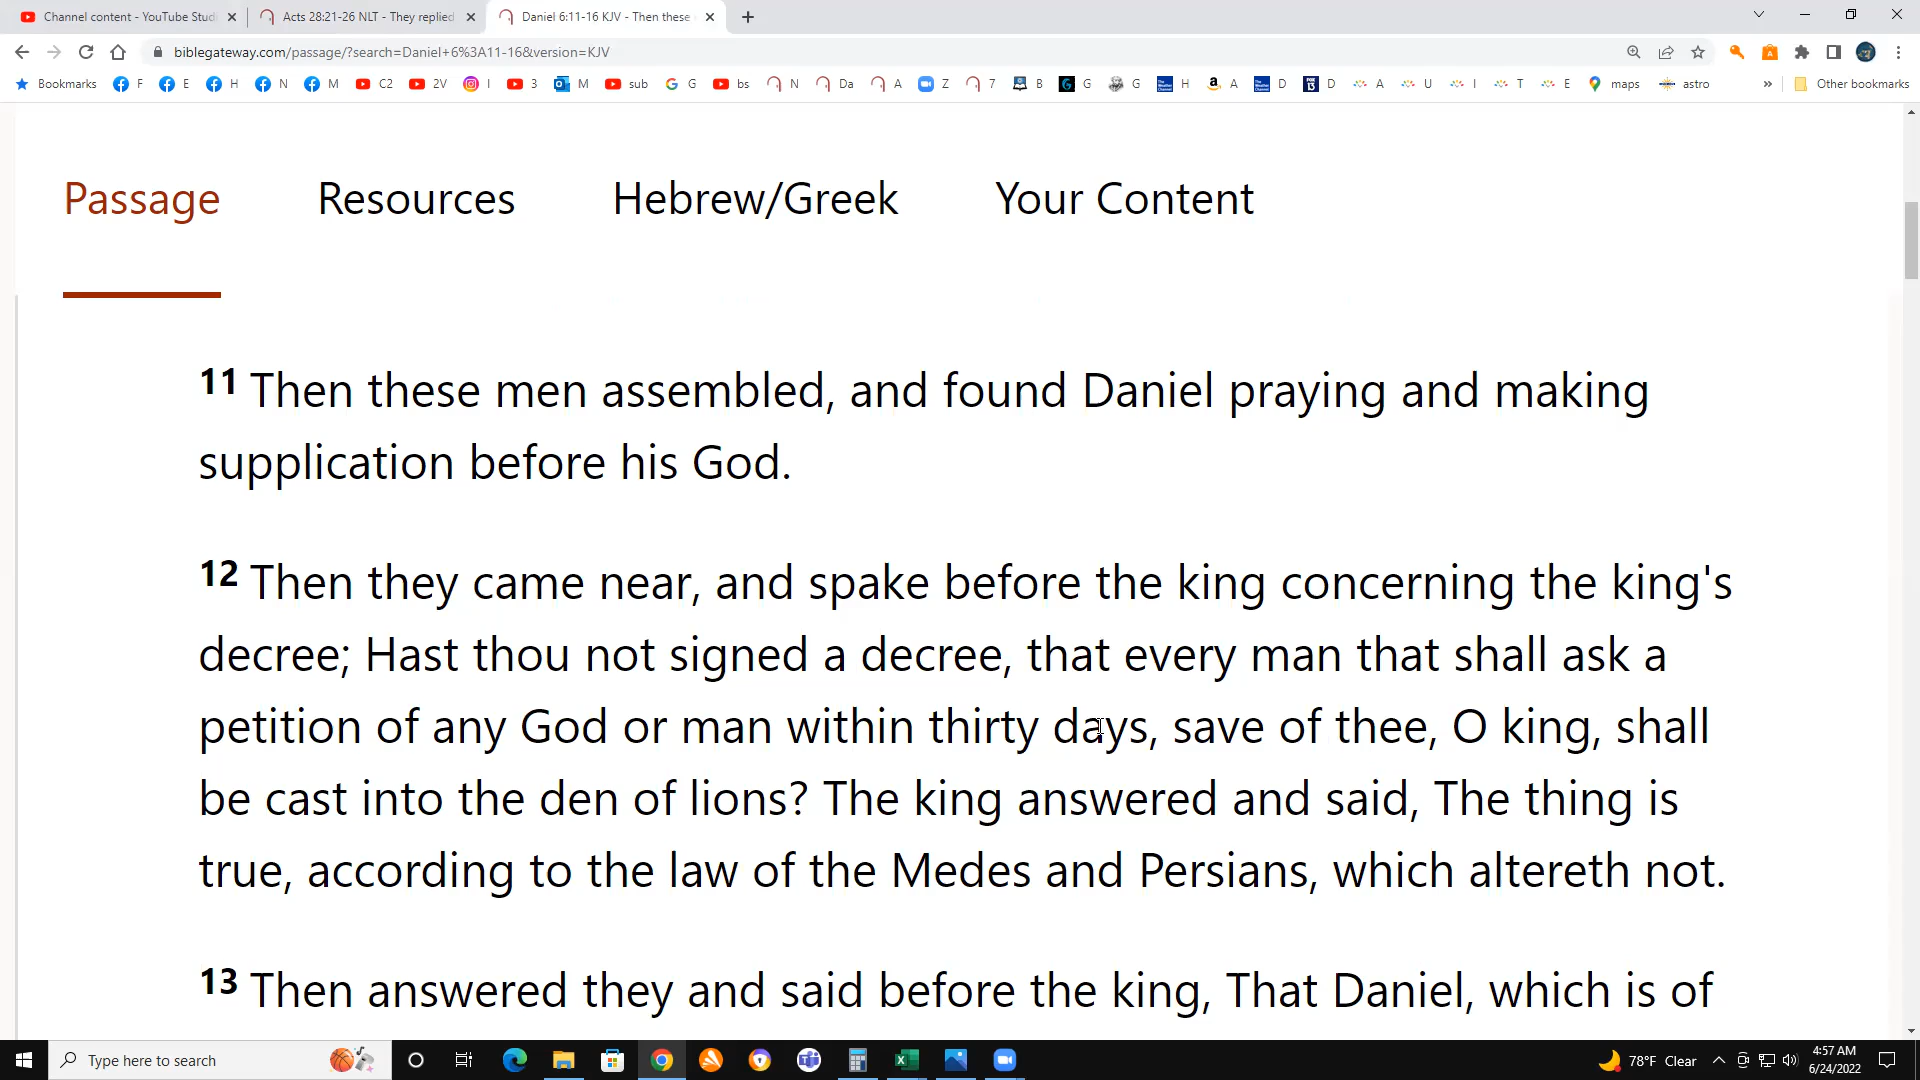 Channel content - YouTube Stud
Acts 28:21-26 NLT - They replied
Daniel 6:11-16 KJV - Then these
biblegateway.com/passage/?search=Daniel+6%3A11-16&version=KJV
Bookmarks F E H N M C2 2V I 3 M sub G bs N Da A Z 7 B G G H A D D A U I T E maps astro » Other bookmarks
Passage Resources Hebrew/Greek Your Content
11 Then these men assembled, and found Daniel praying and making
supplication before his God.
12 Then they came near, and spake before the king concerning the king's
decree; Hast thou not signed a decree, that every man that shall ask a
petition of any God or man within thirty days, save of thee, O king, shall
be cast into the den of lions? The king answered and said, The thing is
true, according to the law of the Medes and Persians, which altereth not.
13 Then answered they and said before the king, That Daniel, which is of
Type here to search
78°F Clear
4:57 AM
6/24/2022